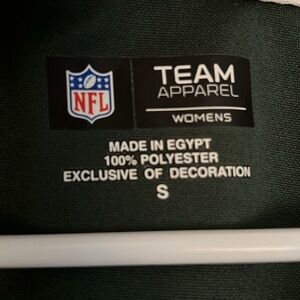 NFL
TEAM
APPAREL
WOMENS
MADE IN EGYPT
100% POLYESTER
EXCLUSIVE OF DECORATION
S